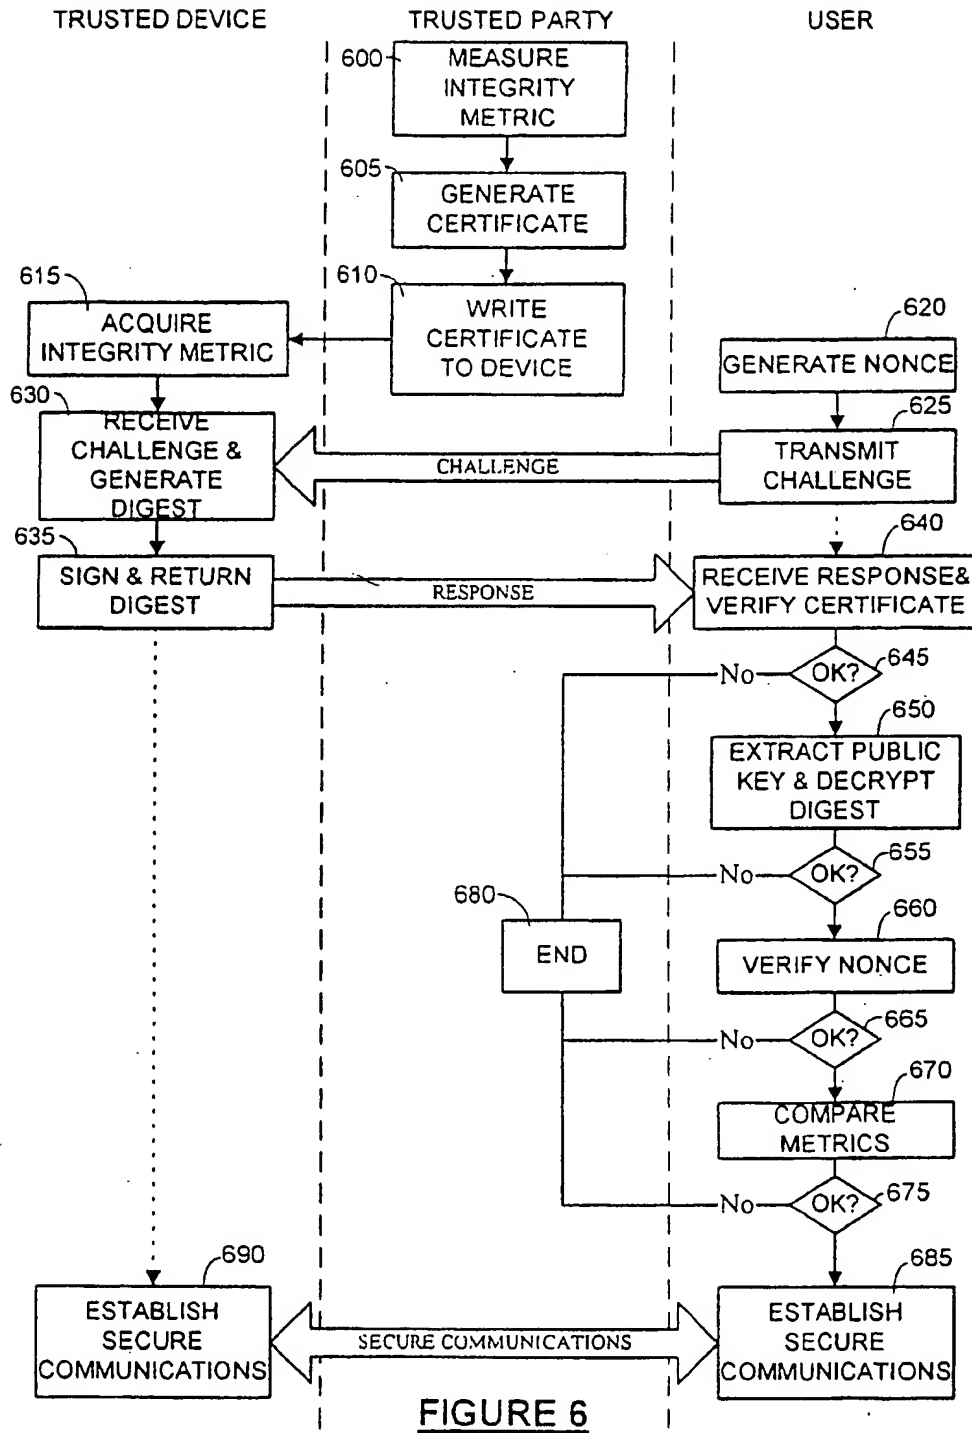 TRUSTED DEVICE
TRUSTED PARTY
USER
600
MEASURE
INTEGRITY
METRIC
605
GENERATE
CERTIFICATE
610
WRITE
CERTIFICATE
TO DEVICE
615
ACQUIRE
INTEGRITY METRIC
620
GENERATE NONCE
625
TRANSMIT
CHALLENGE
CHALLENGE
630
RECEIVE
CHALLENGE &
GENERATE
DIGEST
635
SIGN & RETURN
DIGEST
RESPONSE
640
RECEIVE RESPONSE&
VERIFY CERTIFICATE
645
OK?
No
650
EXTRACT PUBLIC
KEY & DECRYPT
DIGEST
655
OK?
No
680
END
660
VERIFY NONCE
665
OK?
No
670
COMPARE
METRICS
675
OK?
No
690
ESTABLISH
SECURE
COMMUNICATIONS
SECURE COMMUNICATIONS
685
ESTABLISH
SECURE
COMMUNICATIONS
FIGURE 6